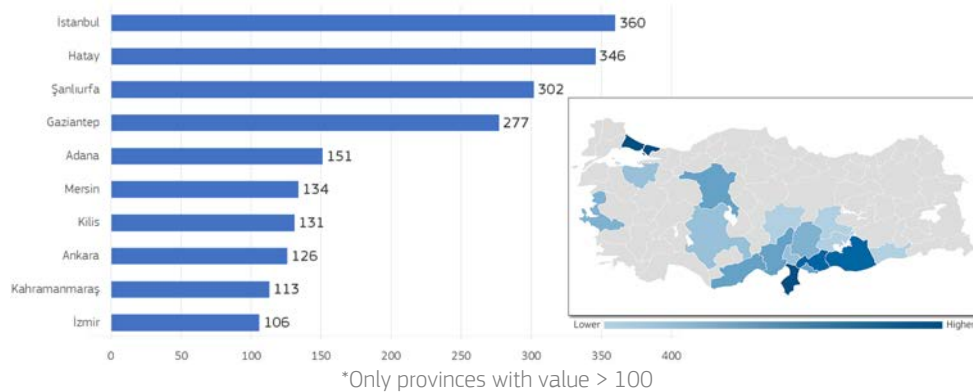 İstanbul 360
Hatay 346
Şanlıurfa 302
Gaziantep 277
Adana 151
Mersin 134
Kilis 131
Ankara 126
Kahramanmaraş 113
İzmir 106
Lower Higher
0 50 100 150 200 250 300 350 400
*Only provinces with value > 100